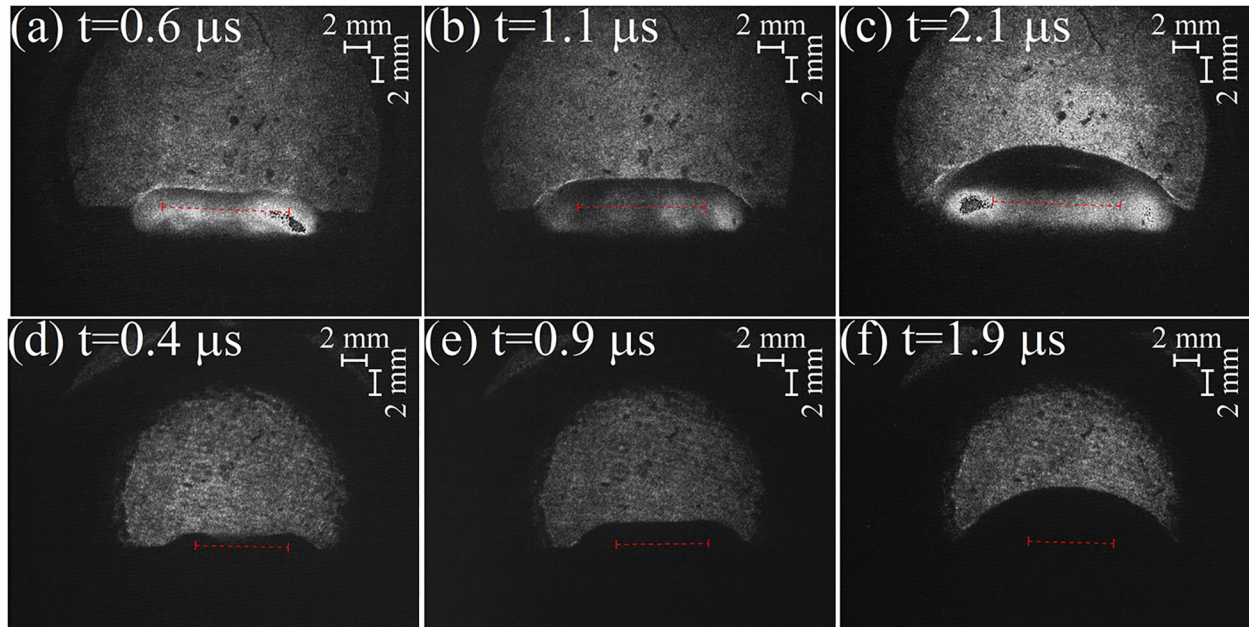 (a) t=0.6 μs
2 mm
2 mm
(b) t=1.1 μs
2 mm
2 mm
(c) t=2.1 μs
2 mm
2 mm
(d) t=0.4 μs
2 mm
2 mm
(e) t=0.9 μs
2 mm
2 mm
(f) t=1.9 μs
2 mm
2 mm